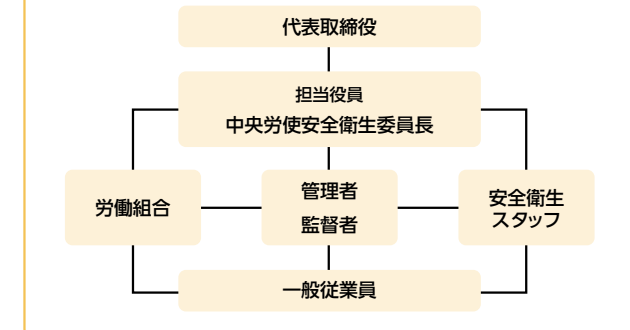 代表取締役
担当役員
中央労使安全衛生委員長
労働組合
管理者
監督者
安全衛生
スタッフ
一般従業員